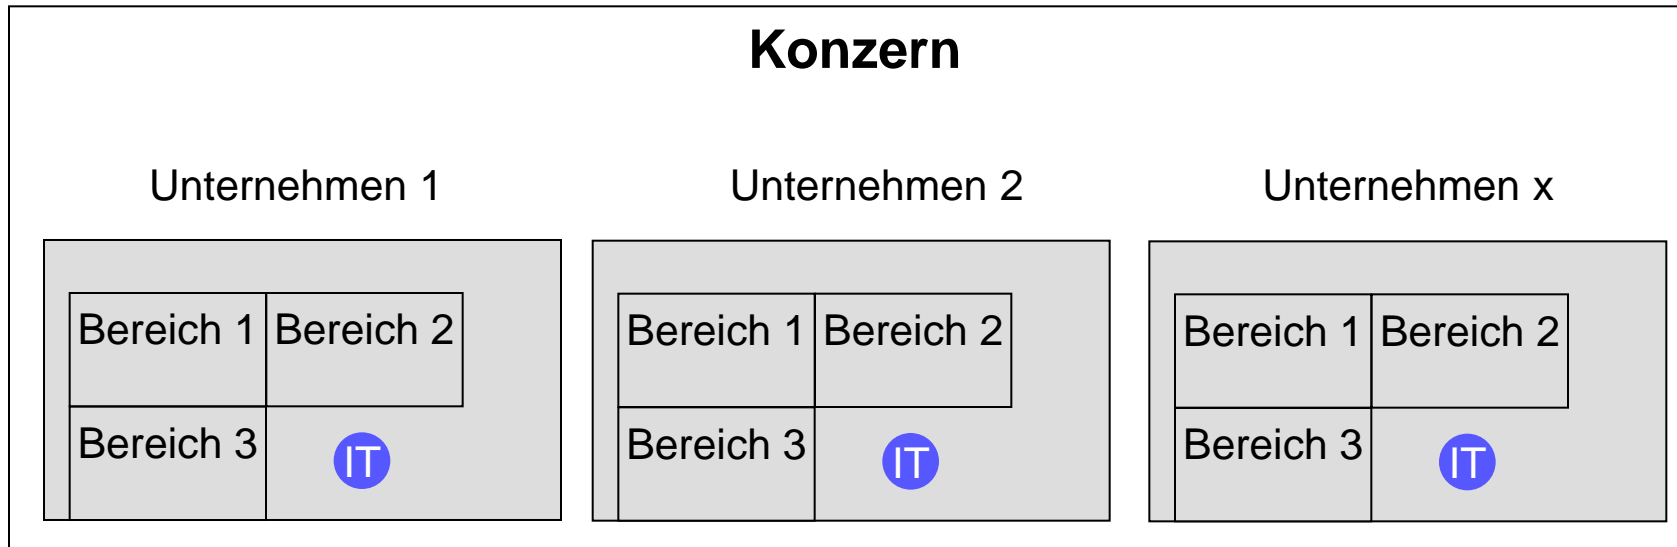 Konzern
Unternehmen 1 Unternehmen 2 Unternehmen x
Bereich 1 Bereich 2 Bereich 1 Bereich 2 Bereich 1 Bereich 2
Bereich 3 IT Bereich 3 IT Bereich 3 IT